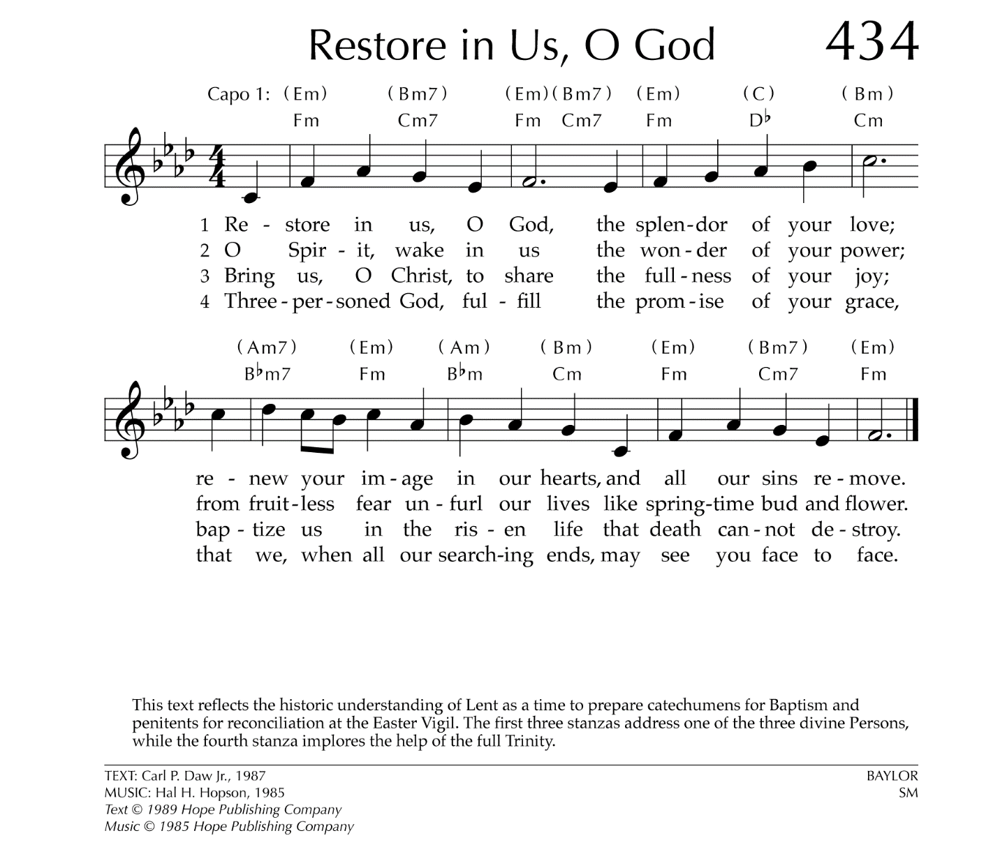 Restore in Us, O God 434
Capo 1: (Em) (Bm7) (Em) (Bm7) (Em) (C) (Bm)
Fm Cm7 Fm Cm7 Fm D♭ Cm
4
4
1 Re - store in us, O God, the splen - dor of your love;
2 O Spir - it, wake in us the won - der of your power;
3 Bring us, O Christ, to share the full - ness of your joy;
4 Three - per - soned God, ful - fill the prom - ise of your grace,
(Am7) (Em) (Am) (Bm) (Em) (Bm7) (Em)
B♭m7 Fm B♭m Cm Fm Cm7 Fm
re - new your im - age in our hearts, and all our sins re - move.
from fruit - less fear un - furl our lives like spring - time bud and flower.
bap - tize us in the ris - en life that death can - not de - stroy.
that we, when all our search - ing ends, may see you face to face.
This text reflects the historic understanding of Lent as a time to prepare catechumens for Baptism and
penitents for reconciliation at the Easter Vigil. The first three stanzas address one of the three divine Persons,
while the fourth stanza implores the help of the full Trinity.
TEXT: Carl P. Daw Jr., 1987 BAYLOR
MUSIC: Hal H. Hopson, 1985 SM
Text © 1989 Hope Publishing Company
Music © 1985 Hope Publishing Company